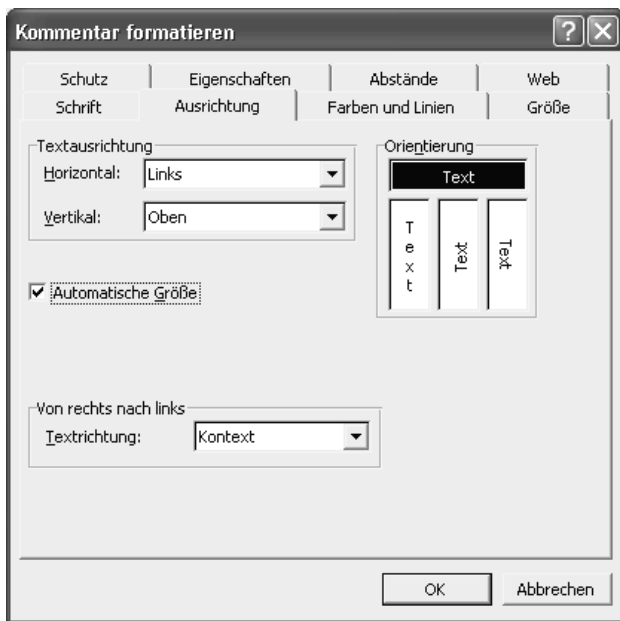 Kommentar formatieren
Schutz Eigenschaften Abstände Web
Schrift Ausrichtung Farben und Linien Größe
Textausrichtung
Horizontal: Links
Vertikal: Oben
Automatische Größe
Orientierung
Text
Text Text Text
Von rechts nach links
Textrichtung: Kontext
OK Abbrechen